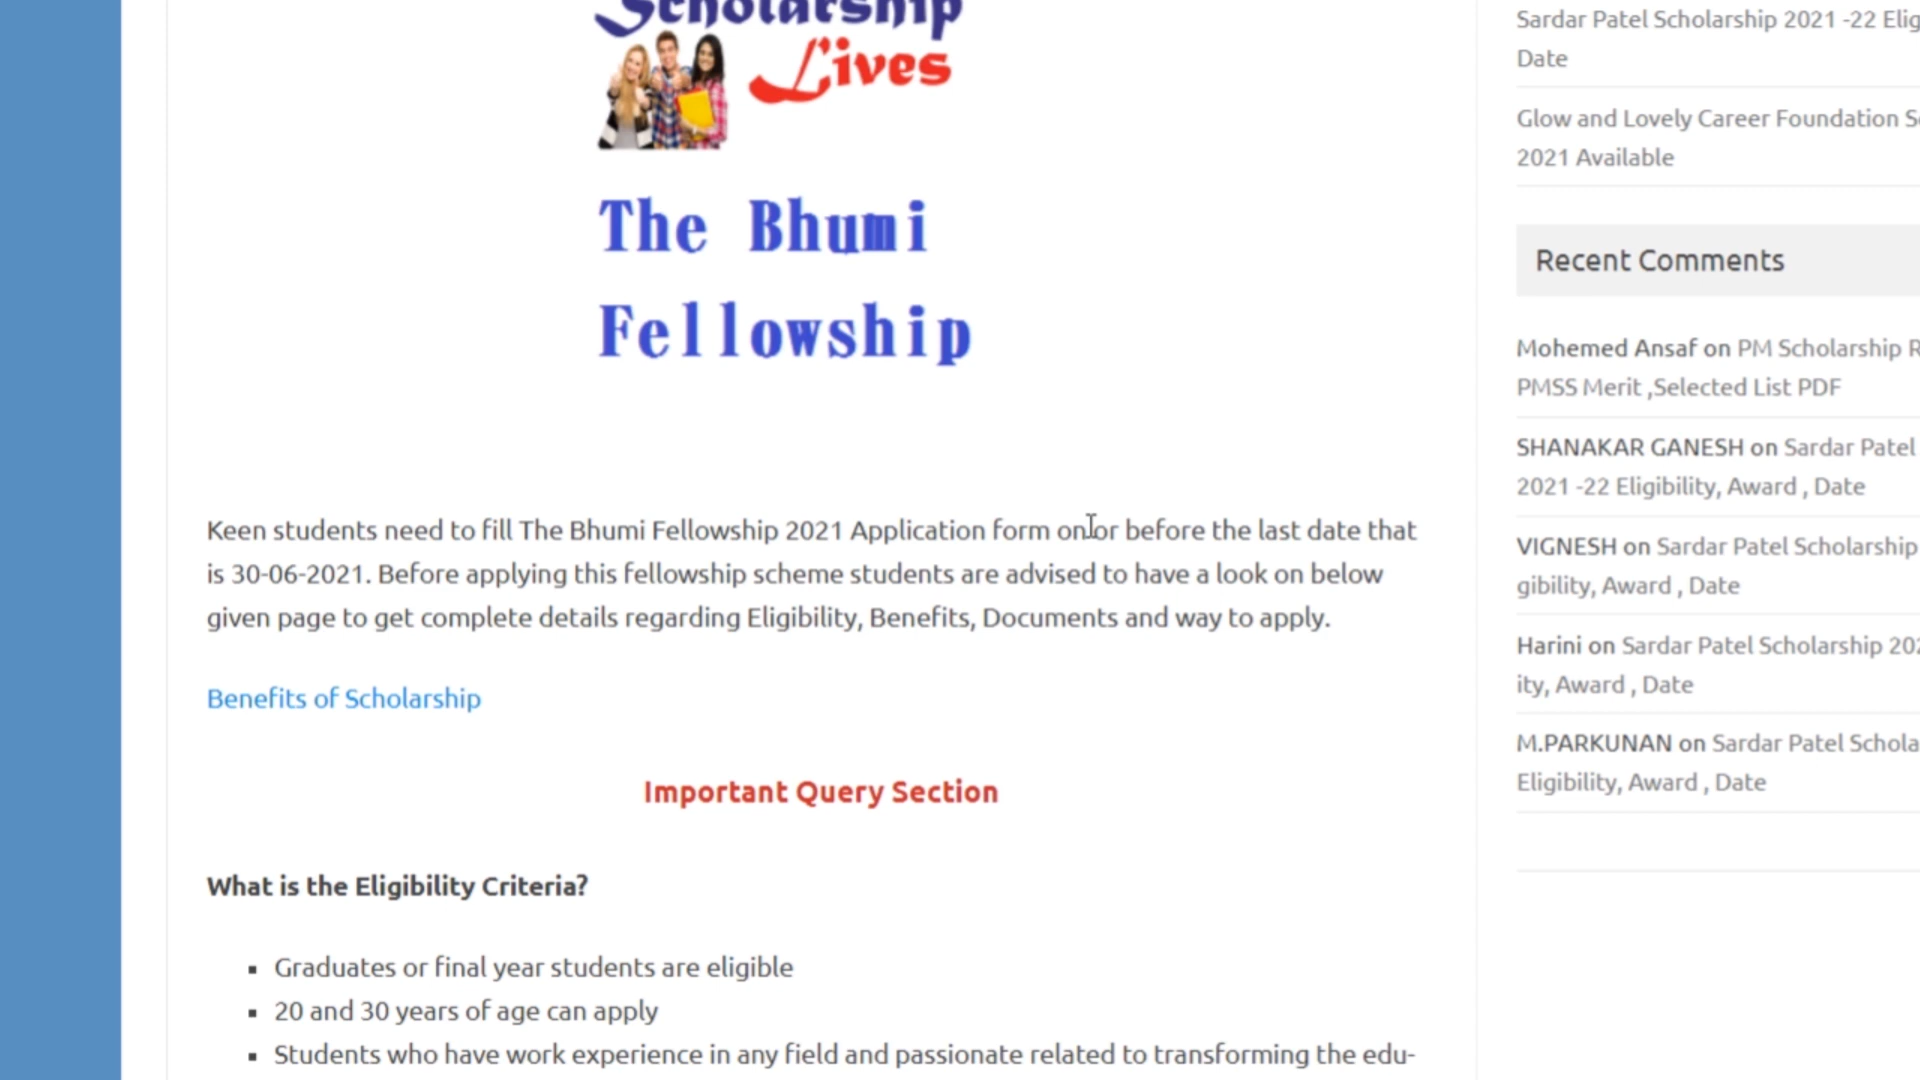 Scholarship
Lives
The Bhumi
Fellowship
Keen students need to fill The Bhumi Fellowship 2021 Application form on or before the last date that
is 30-06-2021. Before applying this fellowship scheme students are advised to have a look on below
given page to get complete details regarding Eligibility, Benefits, Documents and way to apply.
Benefits of Scholarship
Important Query Section
What is the Eligibility Criteria?
Graduates or final year students are eligible
20 and 30 years of age can apply
Students who have work experience in any field and passionate related to transforming the edu-
Sardar Patel Scholarship 2021 -22 Elig
Date
Glow and Lovely Career Foundation S
2021 Available
Recent Comments
Mohemed Ansaf on PM Scholarship R
PMSS Merit ,Selected List PDF
SHANAKAR GANESH on Sardar Patel
2021 -22 Eligibility, Award , Date
VIGNESH on Sardar Patel Scholarship
gibility, Award , Date
Harini on Sardar Patel Scholarship 202
ity, Award , Date
M.PARKUNAN on Sardar Patel Schola
Eligibility, Award , Date